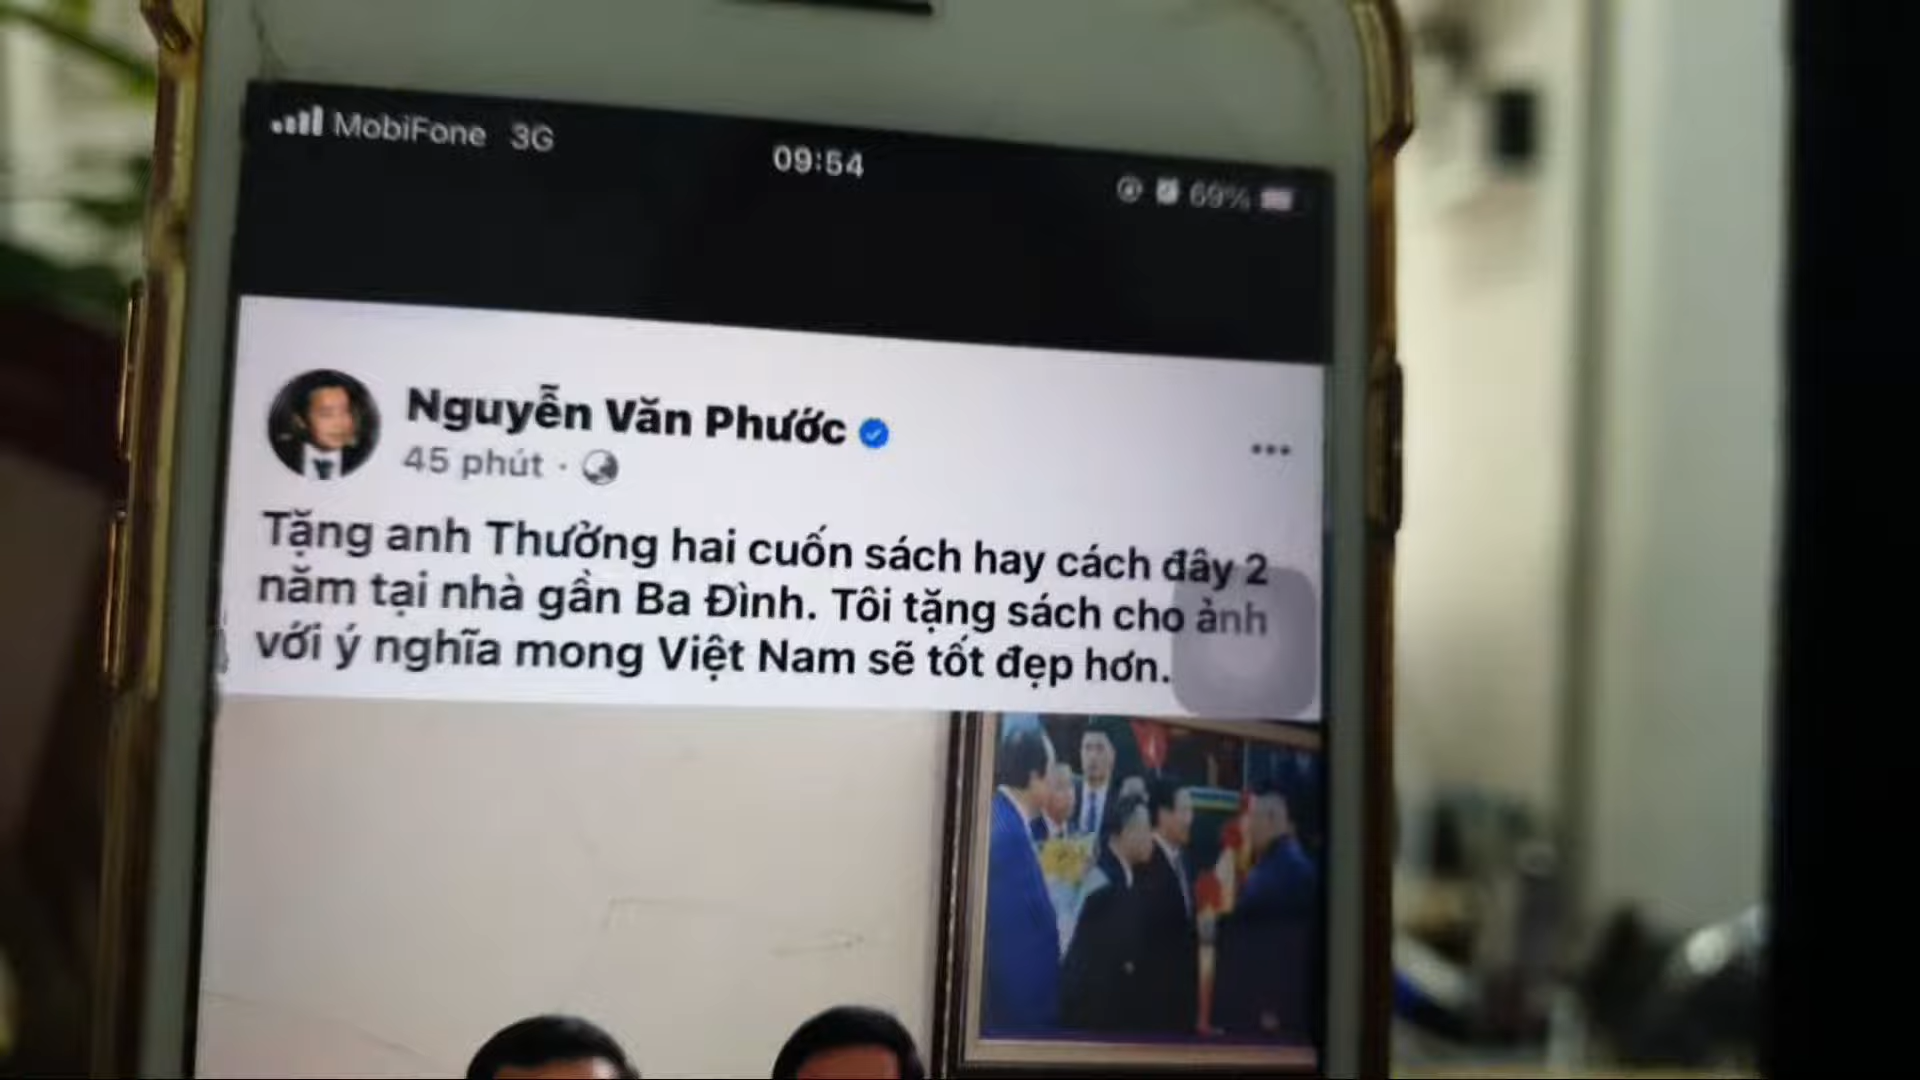 MobiFone 3G
09:54
69%
Nguyễn Văn Phước
45 phút ·
Tặng anh Thưởng hai cuốn sách hay cách đây 2
năm tại nhà gần Ba Đình. Tôi tặng sách cho ảnh
với ý nghĩa mong Việt Nam sẽ tốt đẹp hơn.